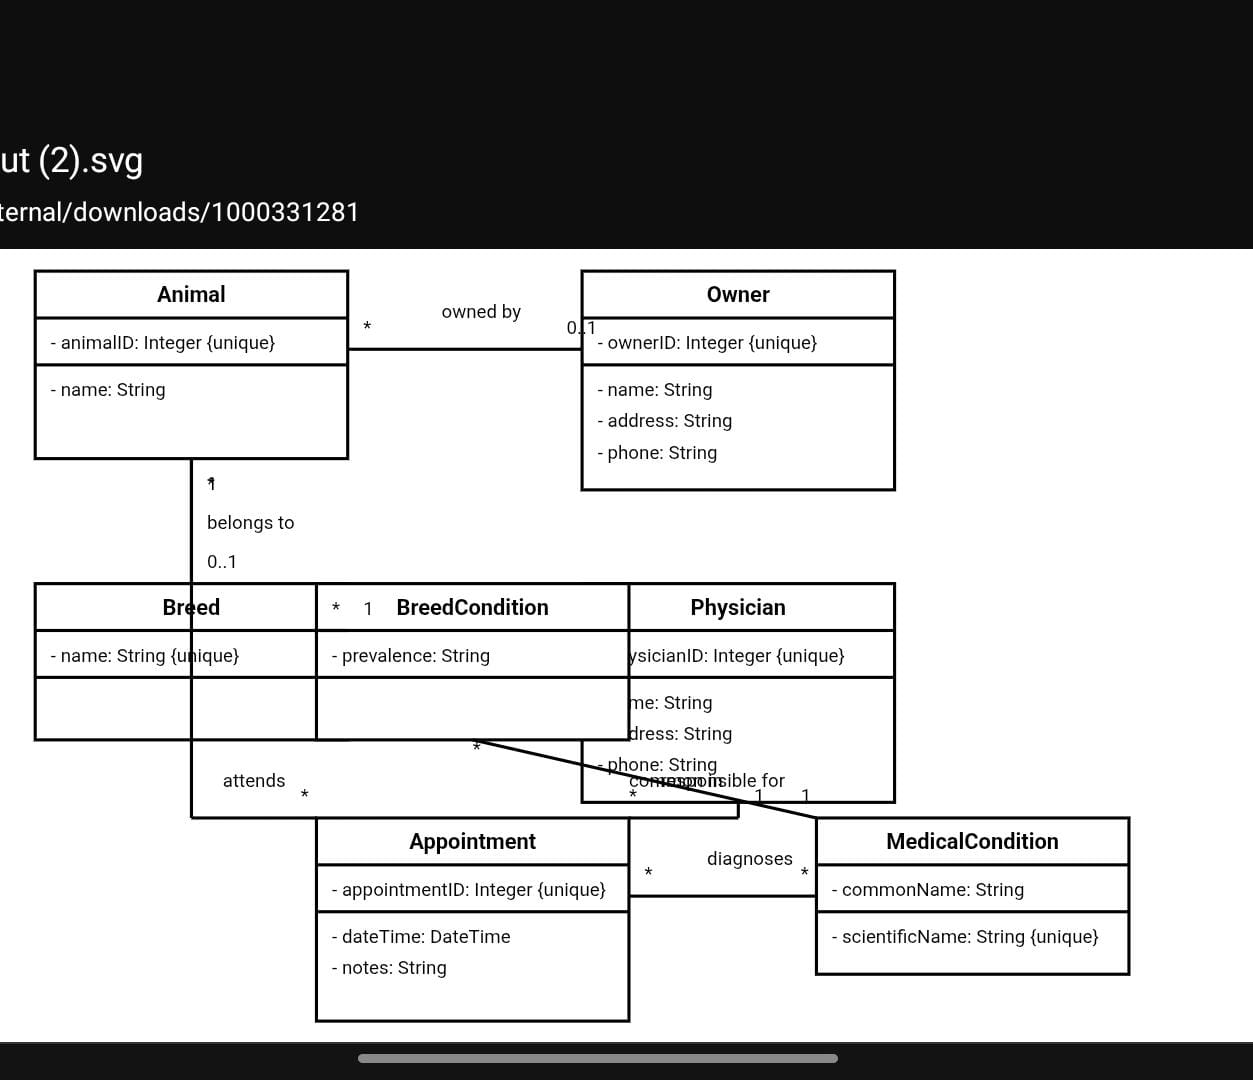 ut (2).svg
ternal/downloads/1000331281
Animal
- animalID: Integer {unique}
- name: String
* owned by 0..1
Owner
- ownerID: Integer {unique}
- name: String
- address: String
- phone: String
* 1
belongs to
0..1
Breed
- name: String {unique}
* 1 BreedCondition
- prevalence: String
Physician
ysicianID: Integer {unique}
me: String
dress: String
- phone: String
*
attends *
responsible for
* 1 1
Appointment
- appointmentID: Integer {unique}
- dateTime: DateTime
- notes: String
* diagnoses *
MedicalCondition
- commonName: String
- scientificName: String {unique}